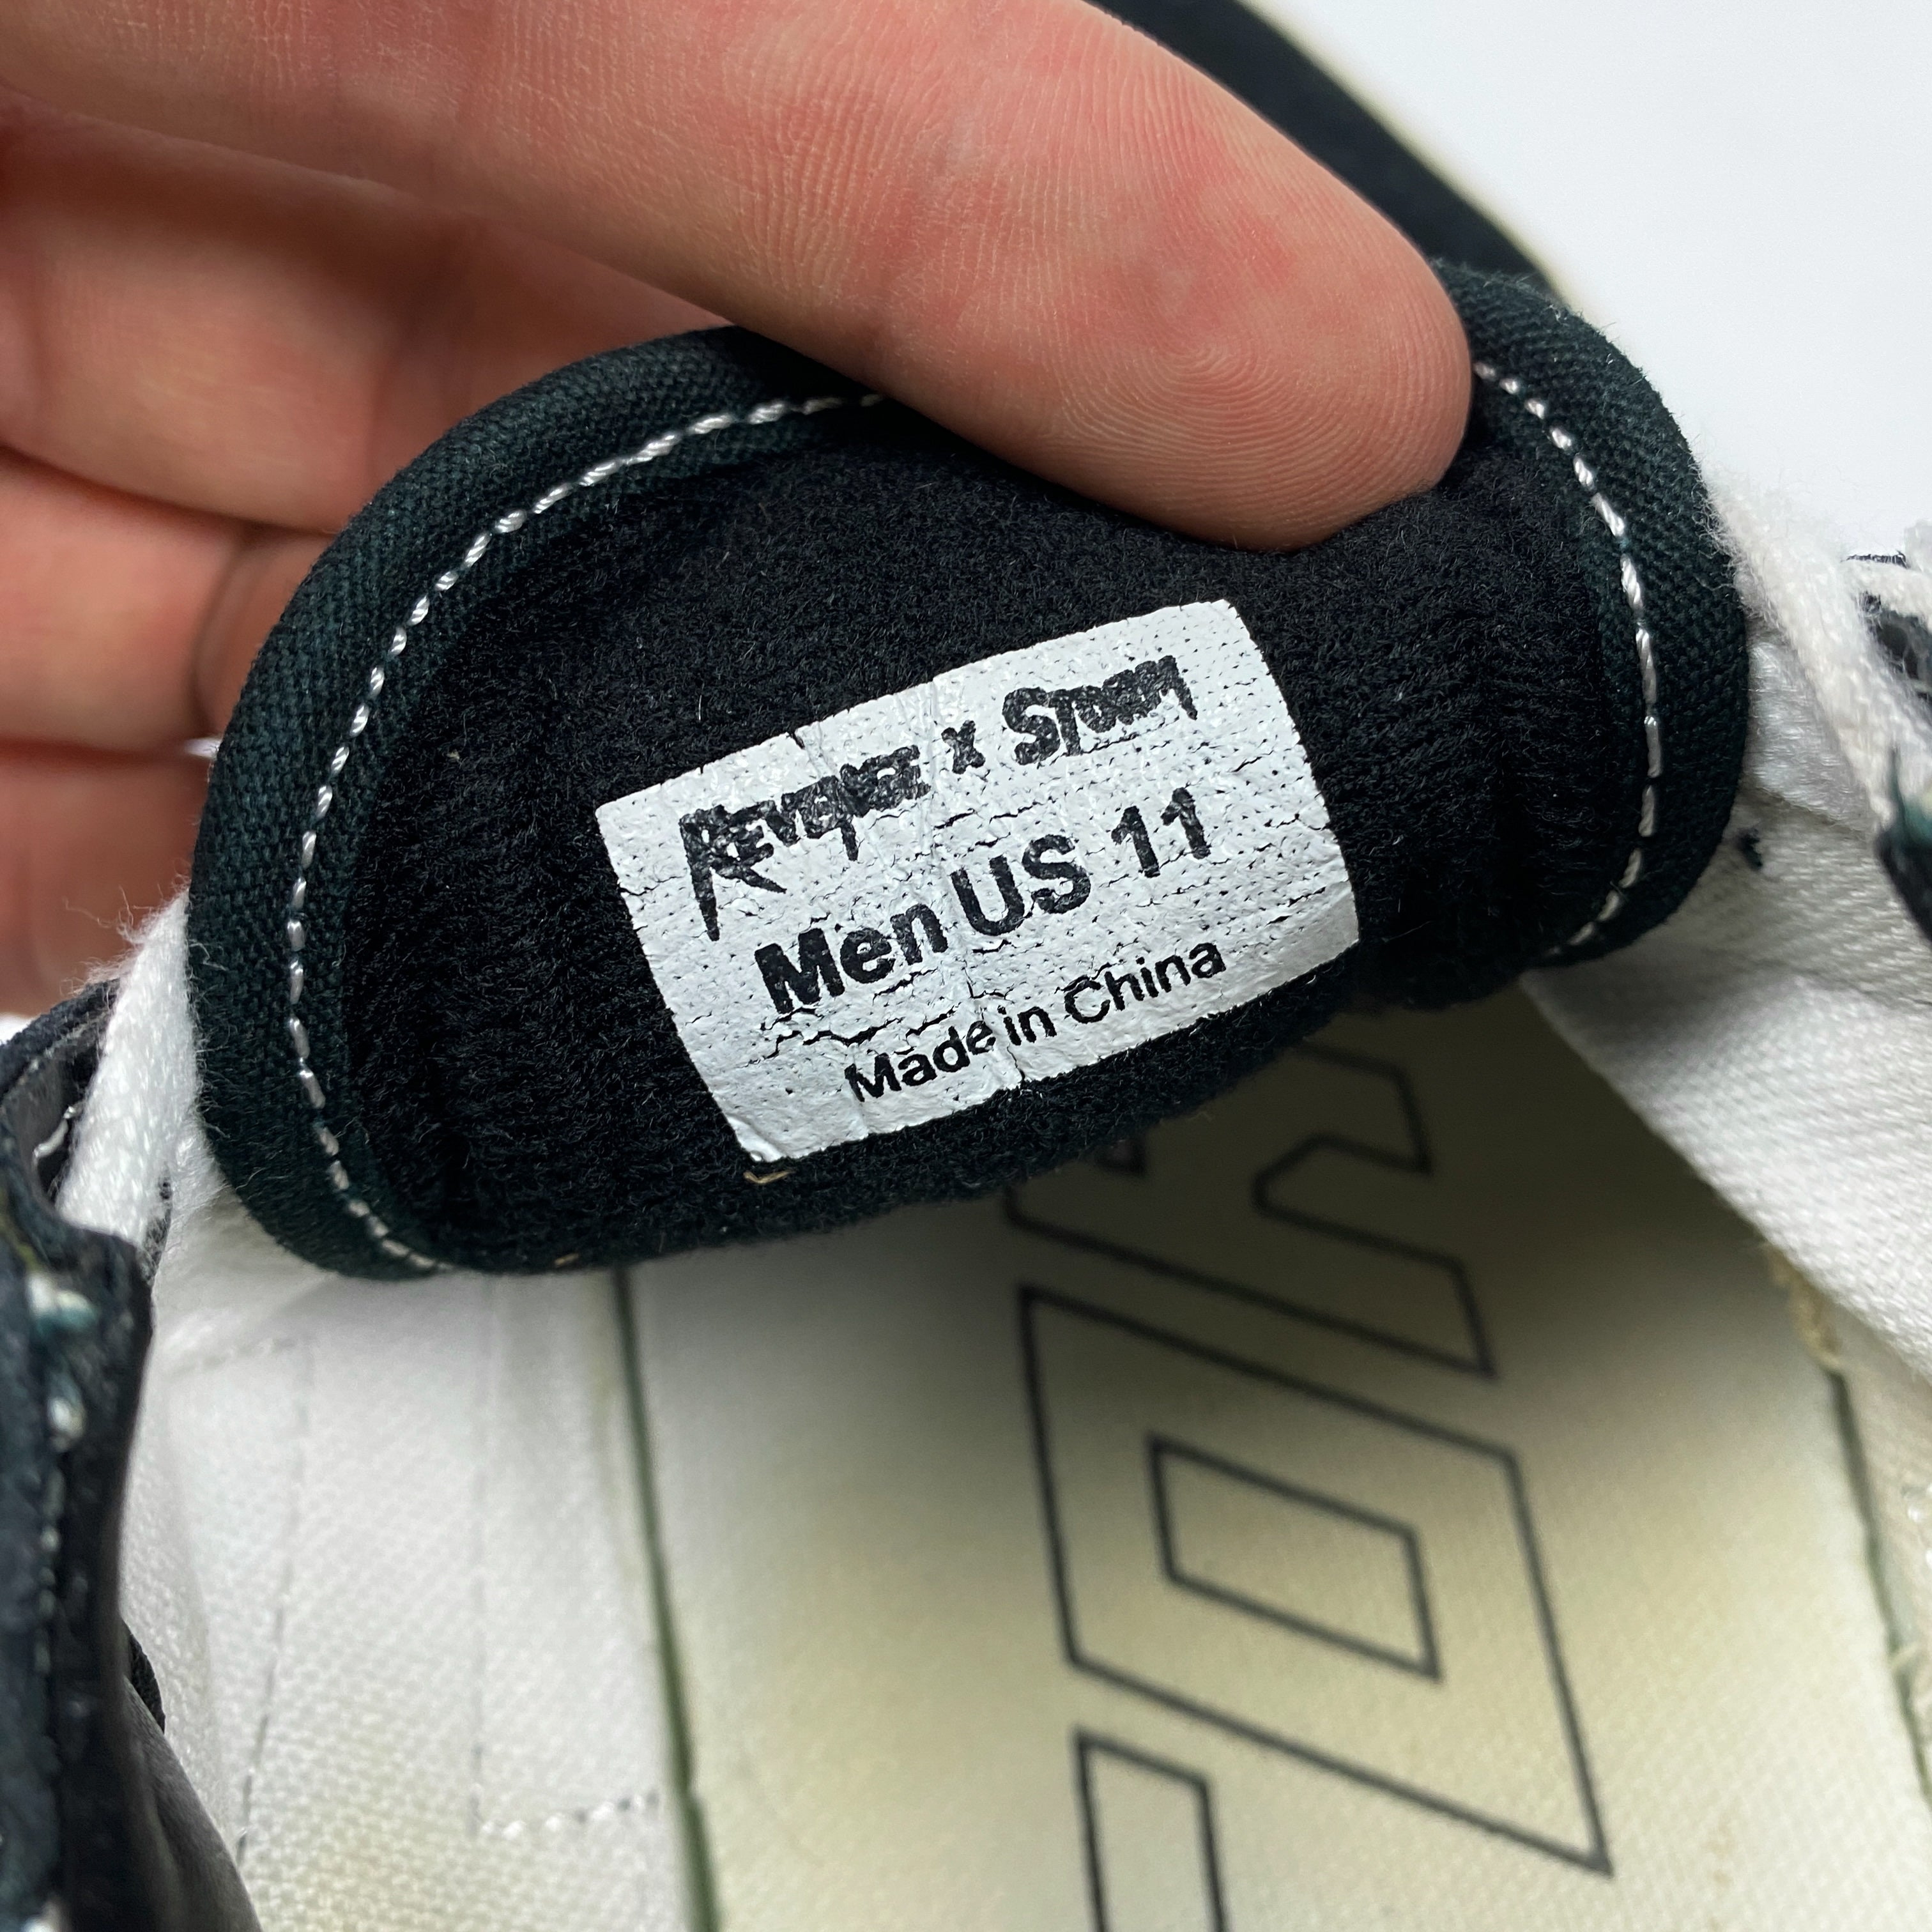 REVENGE x STORM
Men US 11
Made in China